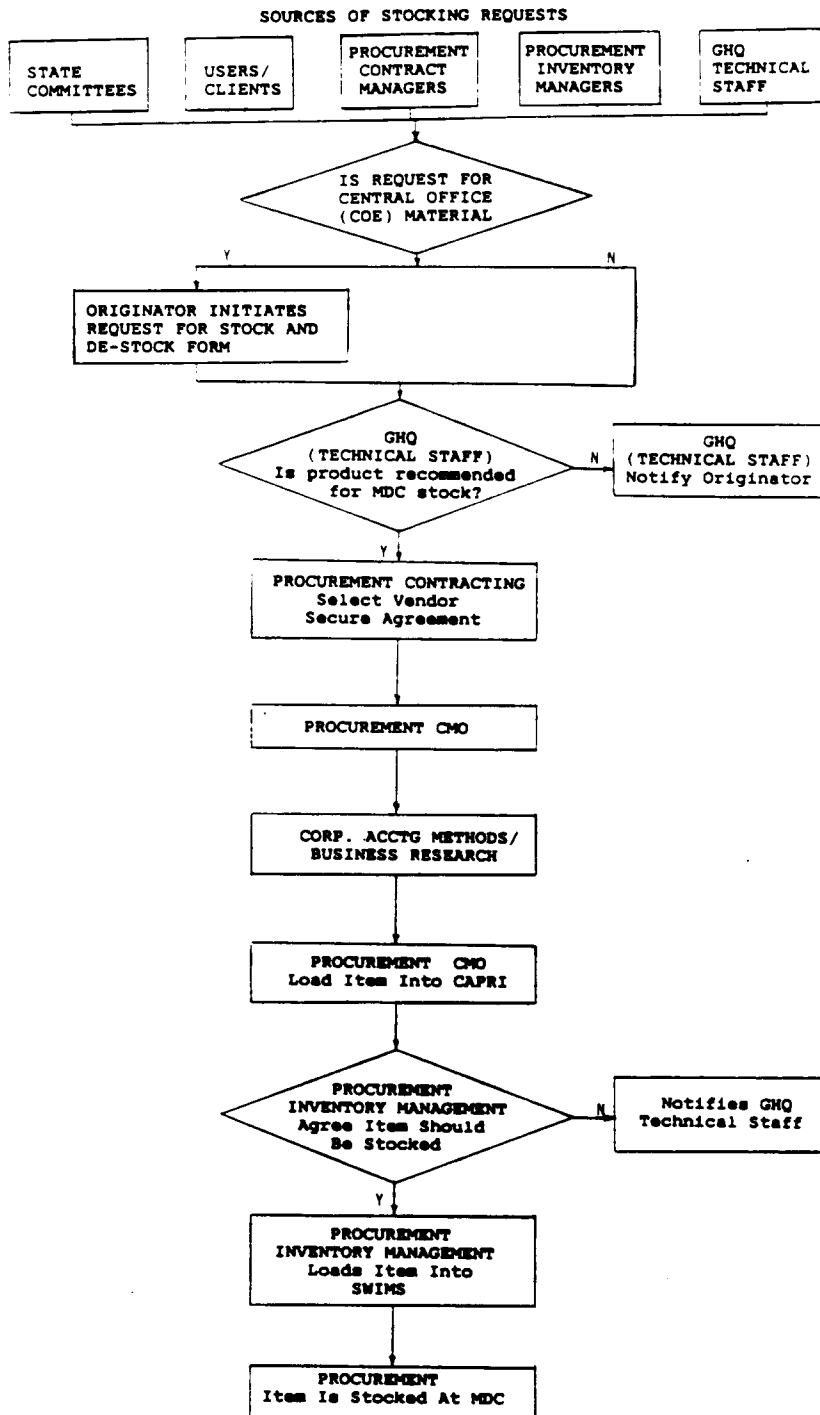 SOURCES OF STOCKING REQUESTS
STATE
COMMITTEES
USERS/
CLIENTS
PROCUREMENT
CONTRACT
MANAGERS
PROCUREMENT
INVENTORY
MANAGERS
GHQ
TECHNICAL
STAFF
IS REQUEST FOR
CENTRAL OFFICE
(COE) MATERIAL
Y
N
ORIGINATOR INITIATES
REQUEST FOR STOCK AND
DE-STOCK FORM
GHQ
(TECHNICAL STAFF)
Is product recommended
for MDC stock?
N
GHQ
(TECHNICAL STAFF)
Notify Originator
Y
PROCUREMENT CONTRACTING
Select Vendor
Secure Agreement
PROCUREMENT CMO
CORP. ACCTG METHODS/
BUSINESS RESEARCH
PROCUREMENT CMO
Load Item Into CAPRI
PROCUREMENT
INVENTORY MANAGEMENT
Agree Item Should
Be Stocked
N
Notifies GHQ
Technical Staff
Y
PROCUREMENT
INVENTORY MANAGEMENT
Loads Item Into
SWIMS
PROCUREMENT
Item Is Stocked At MDC